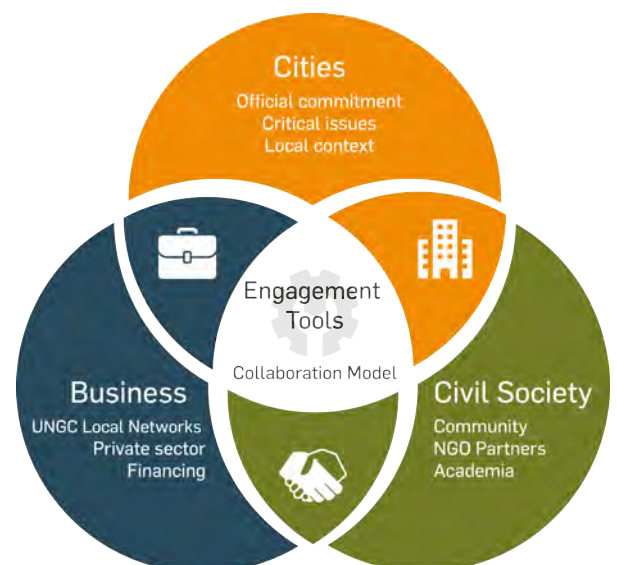 Cities
Official commitment
Critical issues
Local context
Engagement
Tools
Collaboration Model
Business
UNGC Local Networks
Private sector
Financing
Civil Society
Community
NGO Partners
Academia